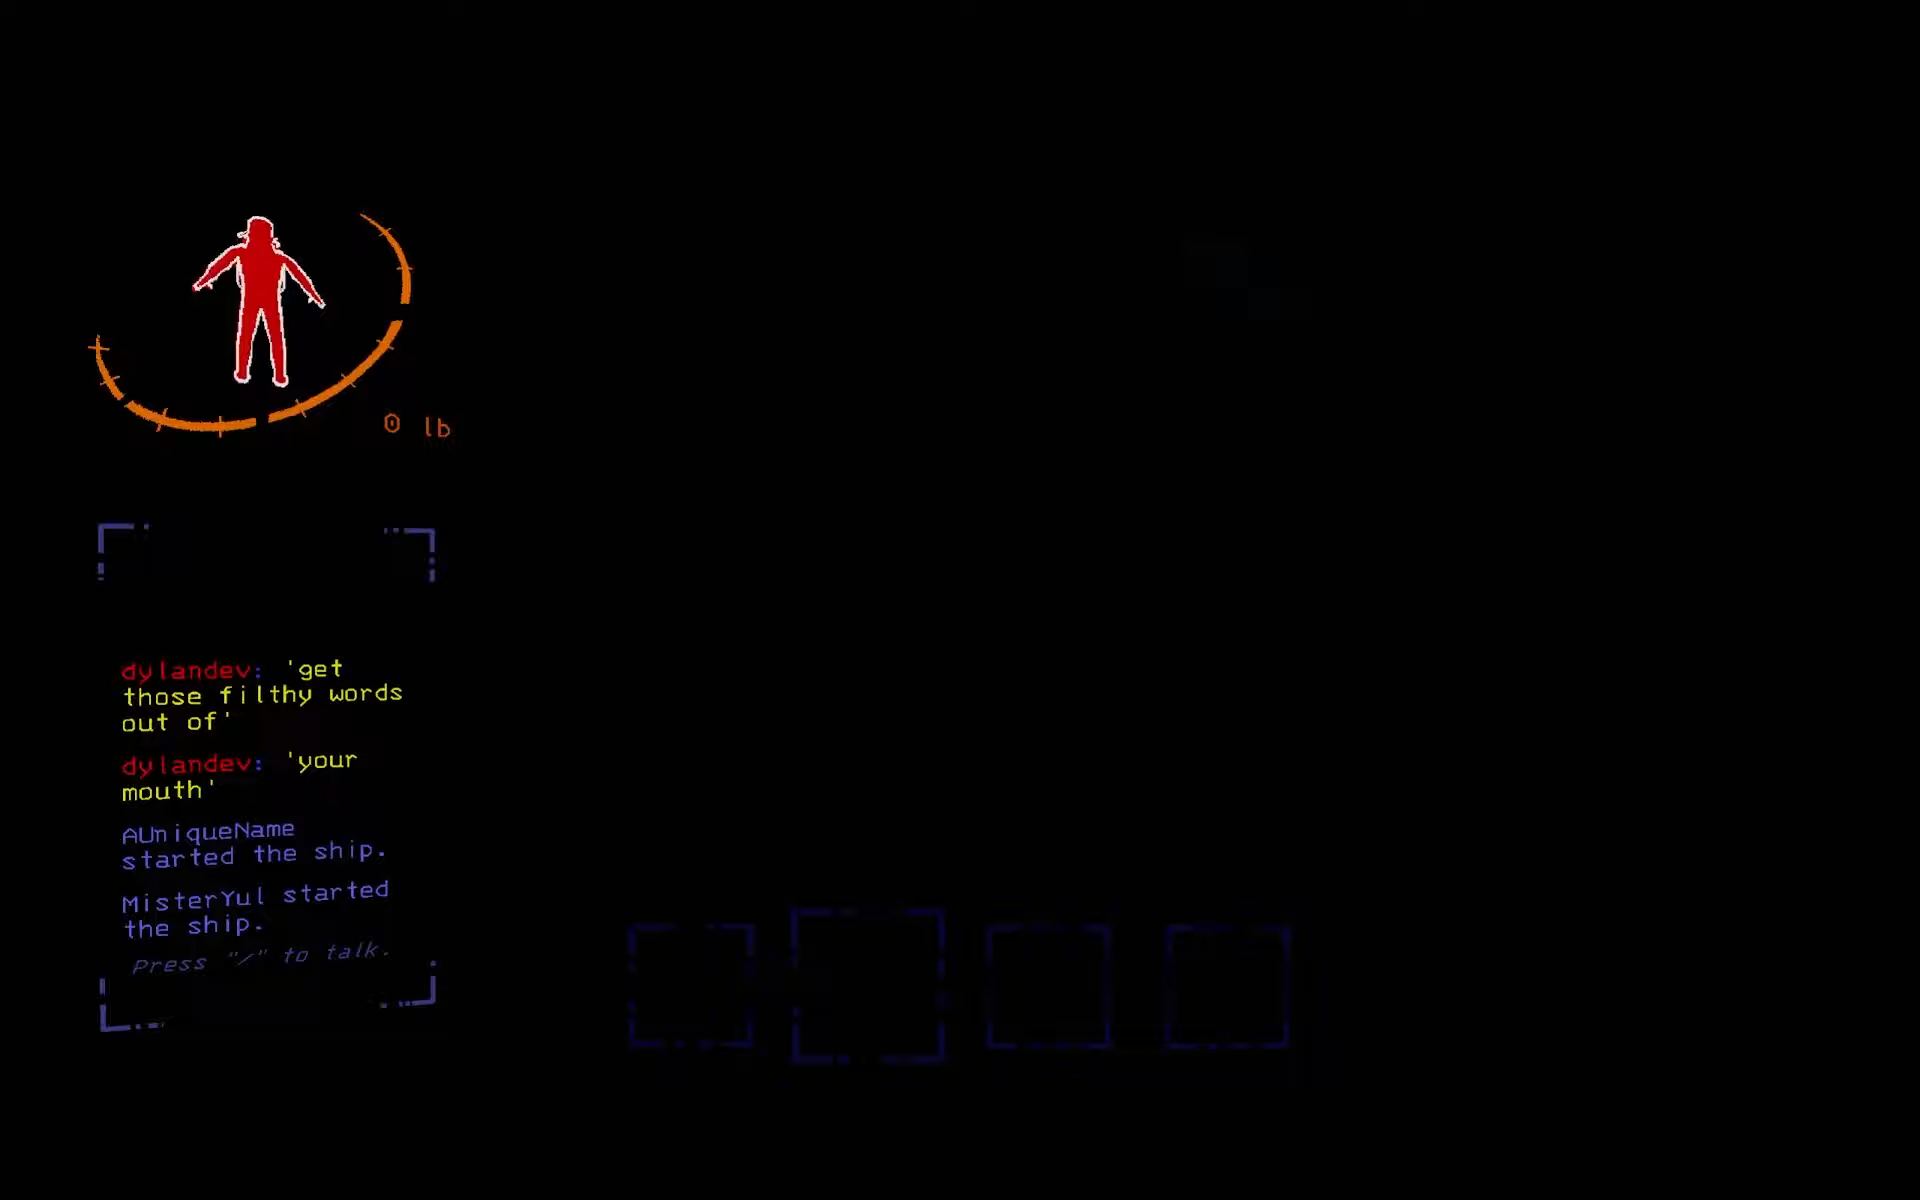 0 lb
dylandev: 'get
those filthy words
out of'
dylandev: 'your
mouth'
AUniqueName
started the ship.
MisterYul started
the ship.
Press "/" to talk.